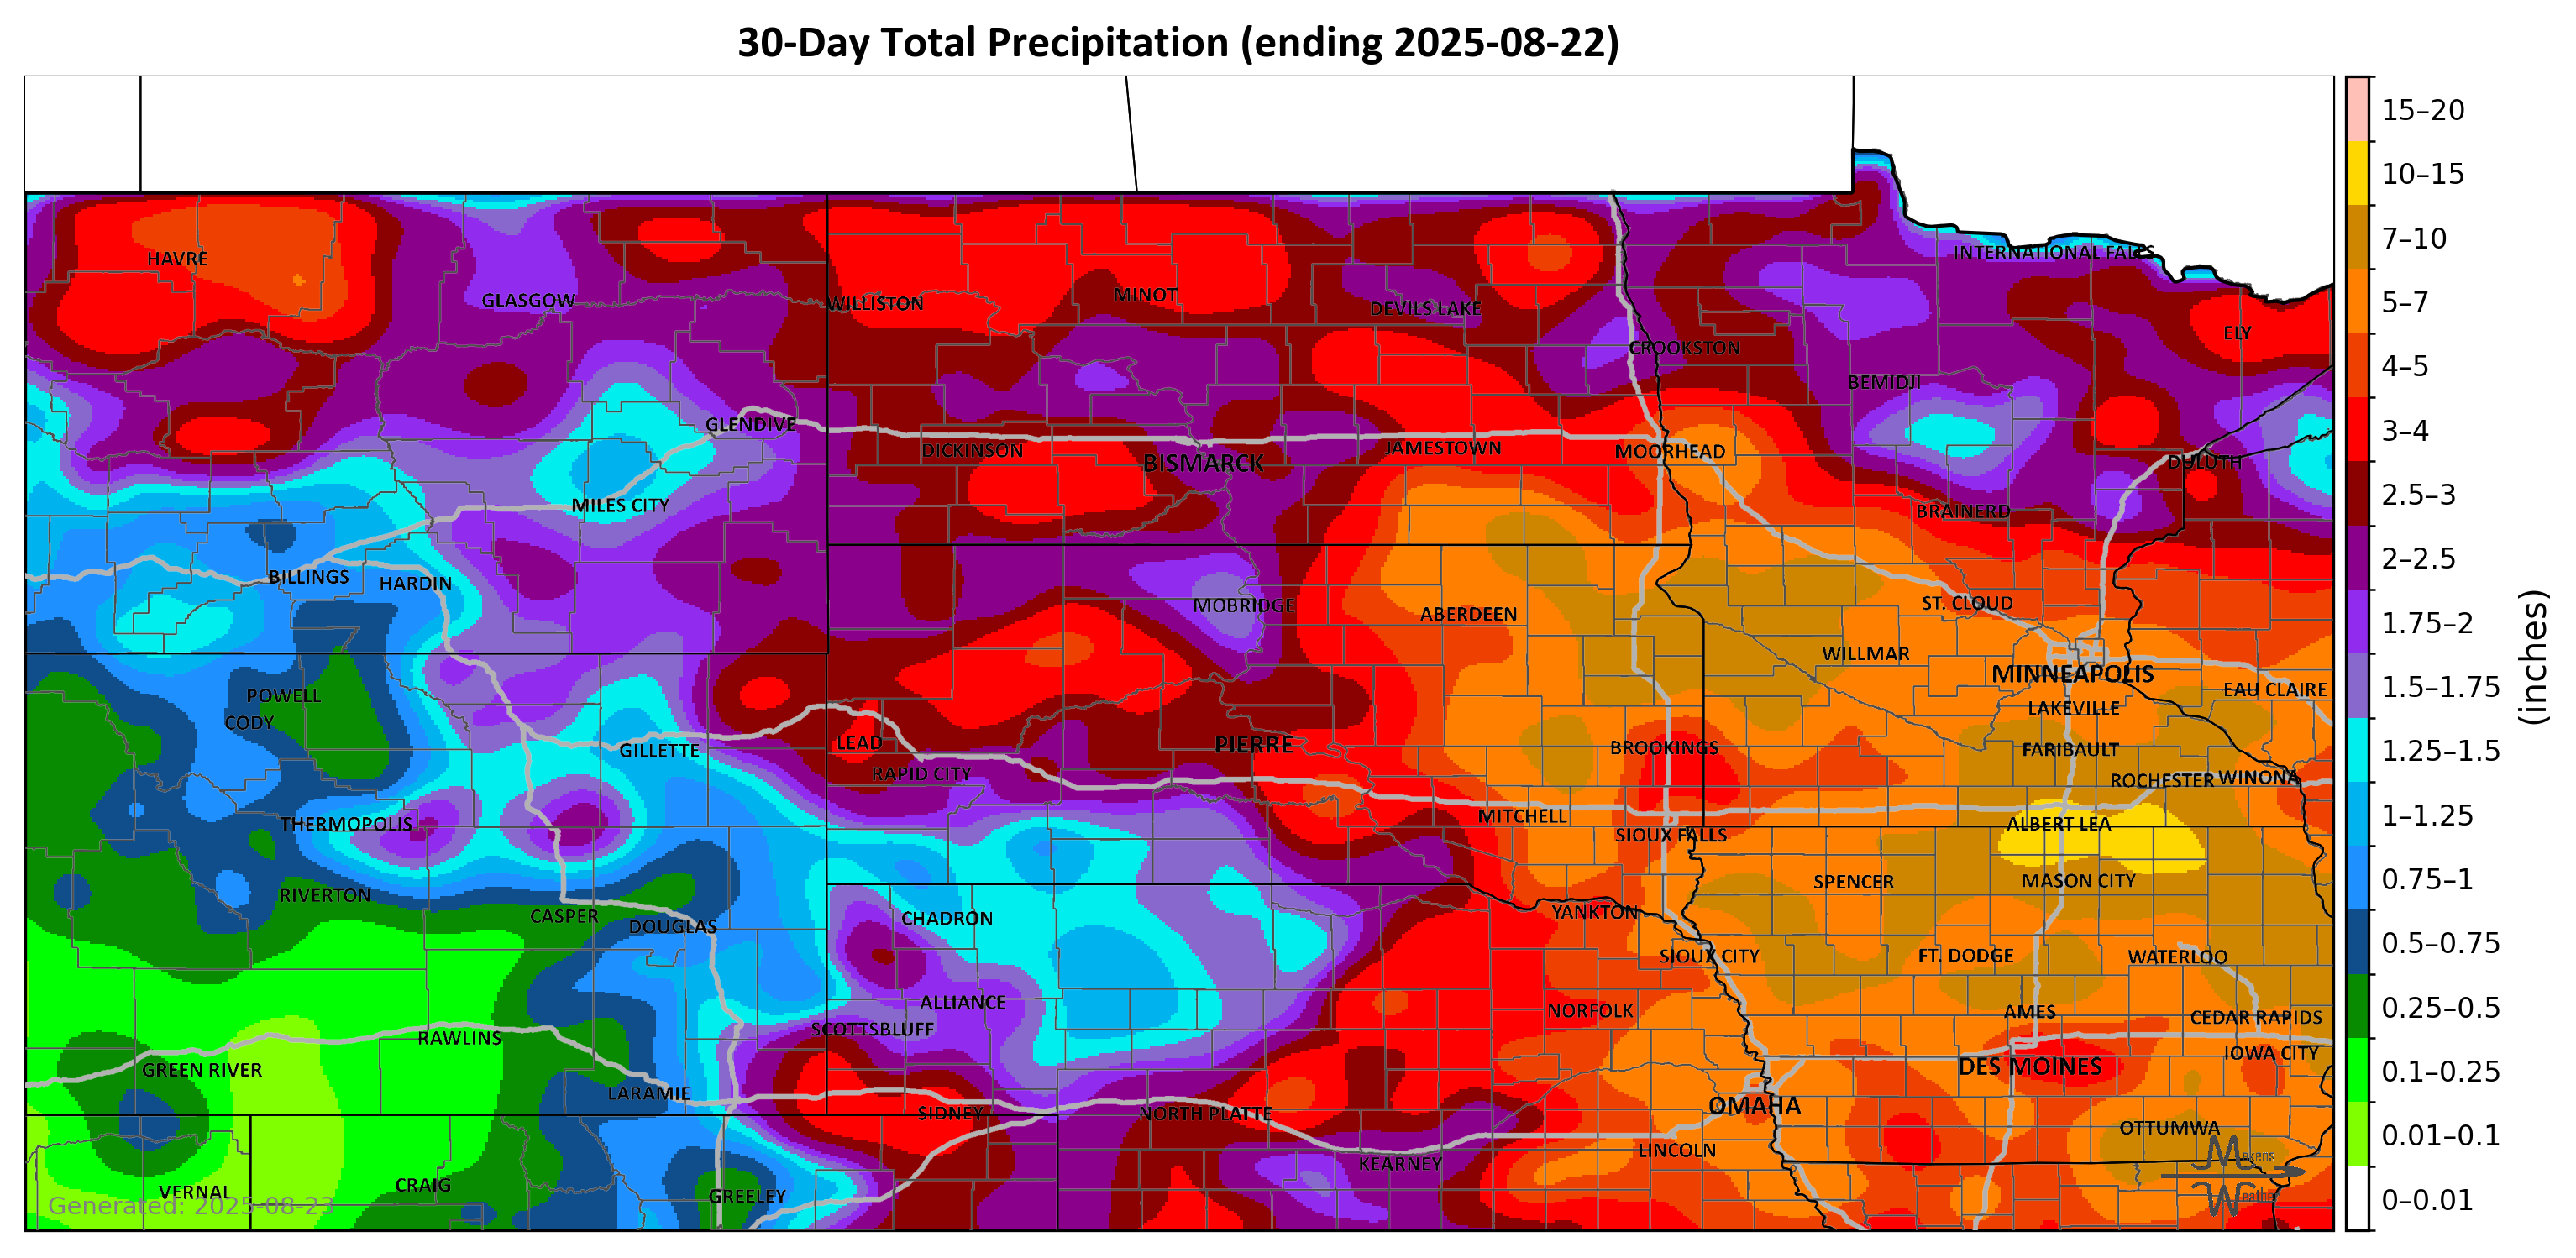 30-Day Total Precipitation (ending 2025-08-22)
15–20
10–15
7–10
5–7
4–5
3–4
2.5–3
2–2.5
1.75–2
1.5–1.75
1.25–1.5
1–1.25
0.75–1
0.5–0.75
0.25–0.5
0.1–0.25
0.01–0.1
0–0.01
(inches)
HAVRE
GLASGOW
WILLISTON
MINOT
DEVILS LAKE
CROOKSTON
INTERNATIONAL FALLS
ELY
BEMIDJI
GLENDIVE
DICKINSON
BISMARCK
JAMESTOWN
MOORHEAD
DULUTH
MILES CITY
BRAINERD
BILLINGS
HARDIN
MOBRIDGE
ABERDEEN
ST. CLOUD
WILLMAR
MINNEAPOLIS
EAU CLAIRE
POWELL
CODY
LAKEVILLE
GILLETTE
LEAD
PIERRE
BROOKINGS
FARIBAULT
RAPID CITY
ROCHESTER
WINONA
THERMOPOLIS
MITCHELL
SIOUX FALLS
ALBERT LEA
RIVERTON
SPENCER
MASON CITY
CASPER
DOUGLAS
CHADRON
YANKTON
SIOUX CITY
FT. DODGE
WATERLOO
ALLIANCE
NORFOLK
AMES
CEDAR RAPIDS
SCOTTSBLUFF
RAWLINS
IOWA CITY
GREEN RIVER
DES MOINES
LARAMIE
SIDNEY
NORTH PLATTE
OMAHA
OTTUMWA
LINCOLN
KEARNEY
VERNAL
CRAIG
GREELEY
Makens
Weather
Generated: 2025-08-23